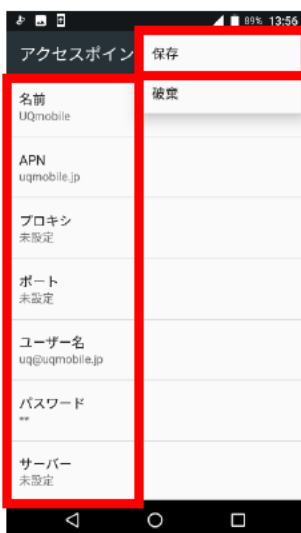 89% 13:56
アクセスポイン
保存
破棄
名前
UQmobile
APN
uqmobile.jp
プロキシ
未設定
ポート
未設定
ユーザー名
uq@uqmobile.jp
パスワード
**
サーバー
未設定